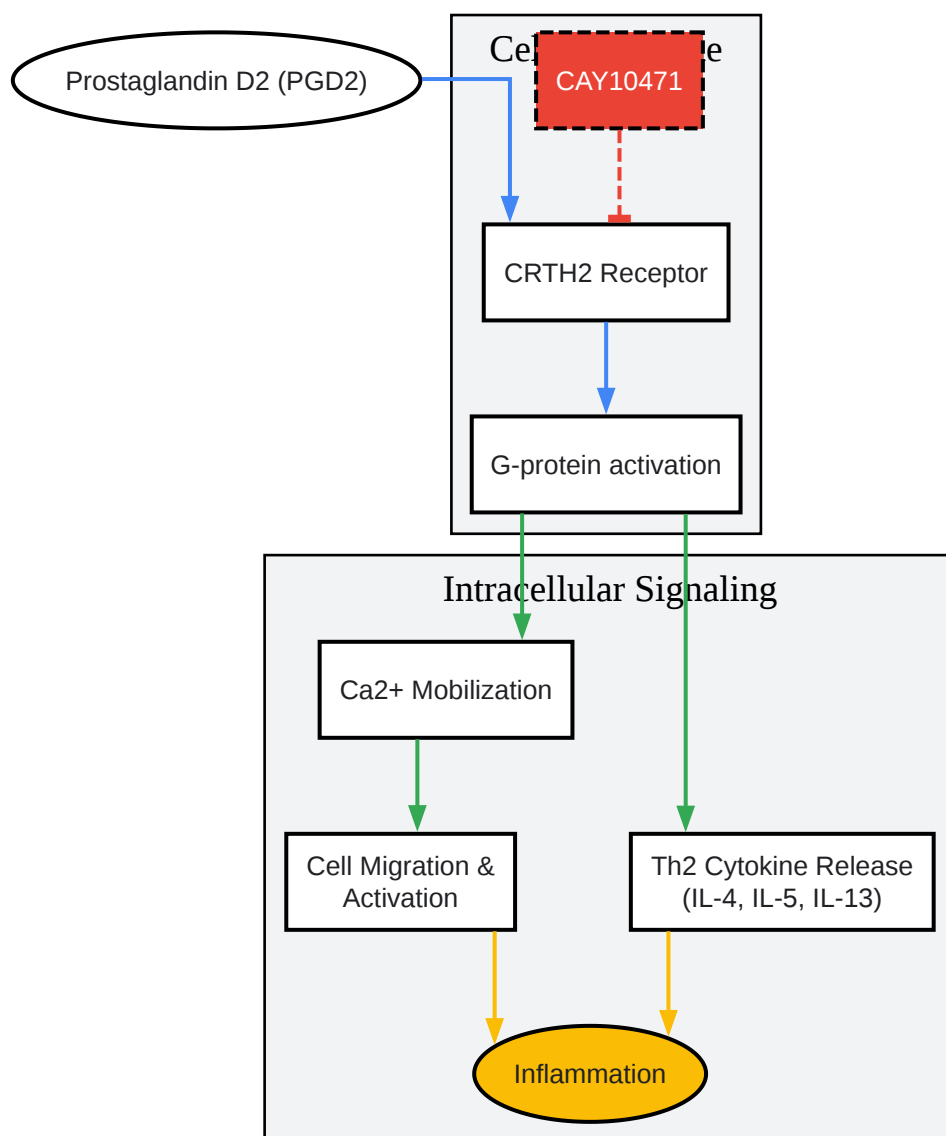 Prostaglandin D2 (PGD2)
CAY10471
CRTH2 Receptor
G-protein activation
Intracellular Signaling
Ca2+ Mobilization
Cell Migration &
Activation
Th2 Cytokine Release
(IL-4, IL-5, IL-13)
Inflammation